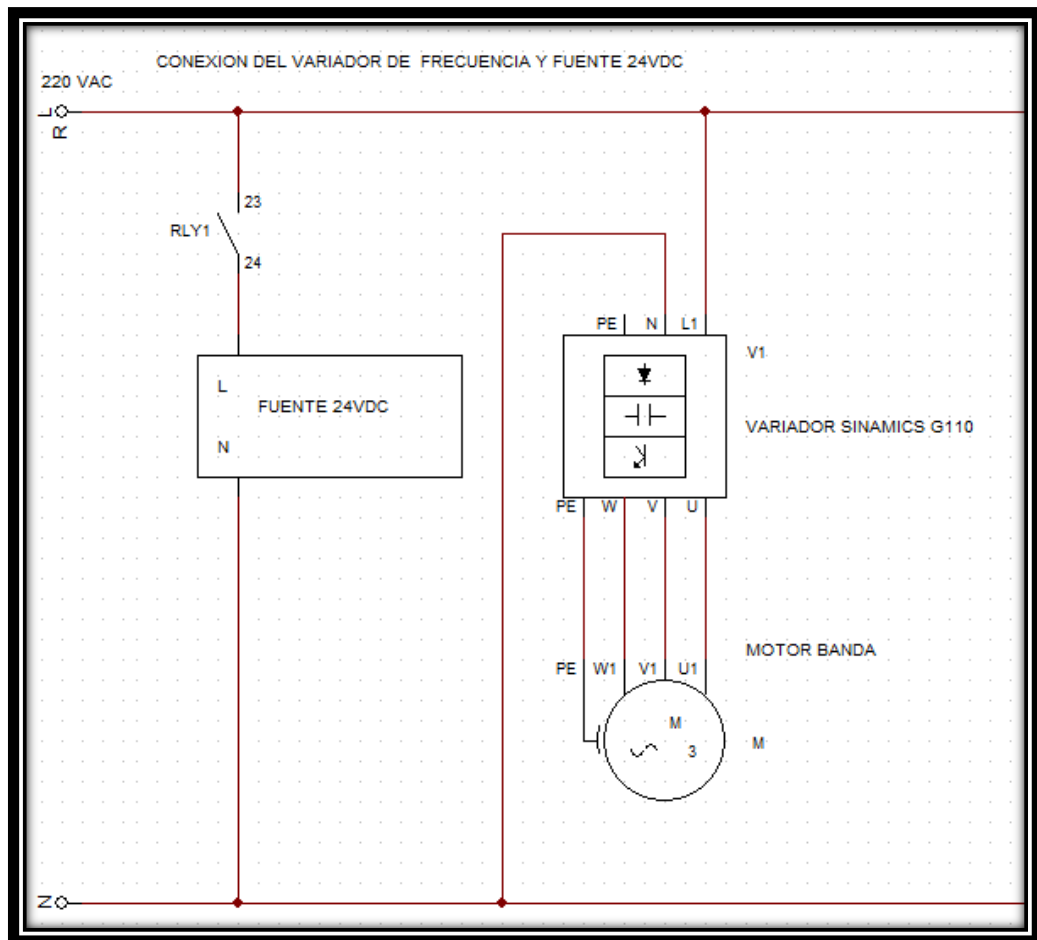 CONEXION DEL VARIADOR DE FRECUENCIA Y FUENTE 24VDC
220 VAC
L
R
23
RLY1
24
PE N L1
V1
L
FUENTE 24VDC
N
VARIADOR SINAMICS G110
PE W V U
MOTOR BANDA
PE W1 V1 U1
M
3
M
N